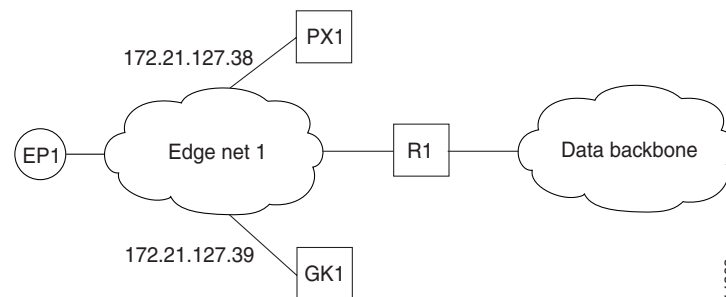 PX1
172.21.127.38
EP1
Edge net 1
R1
Data backbone
172.21.127.39
GK1